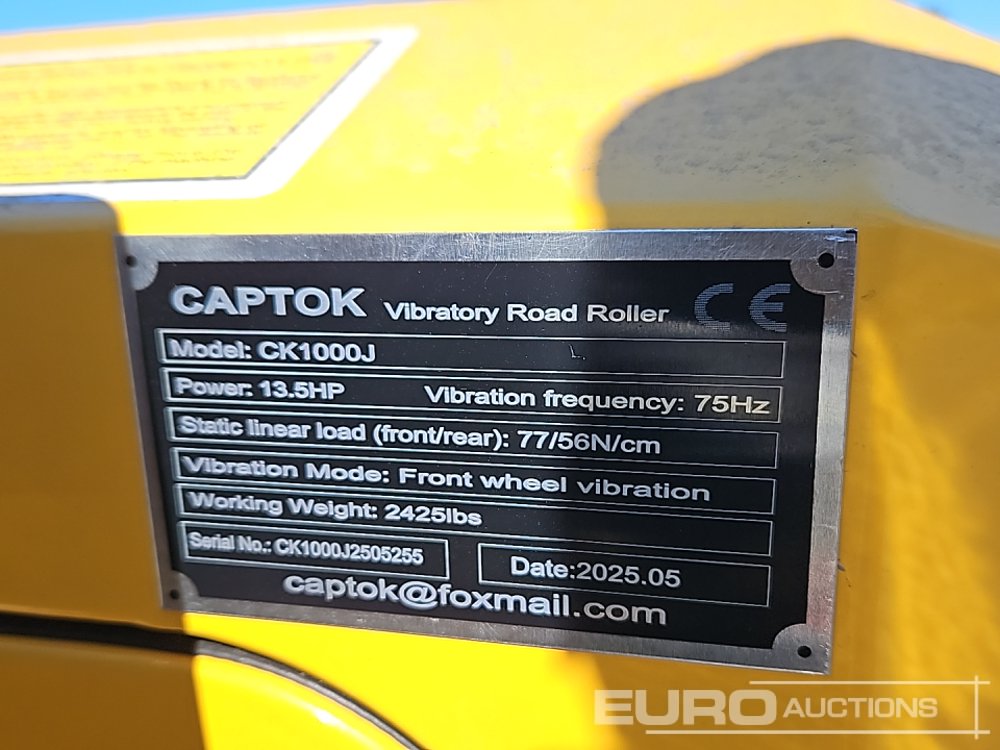 CAPTOK Vibratory Road Roller CE
Model: CK1000J
Power: 13.5HP Vibration frequency: 75Hz
Static linear load (front/rear): 77/56N/cm
Vibration Mode: Front wheel vibration
Working Weight: 2425lbs
Serial No.: CK1000J2505255 Date:2025.05
captok@foxmail.com
EURO AUCTIONS